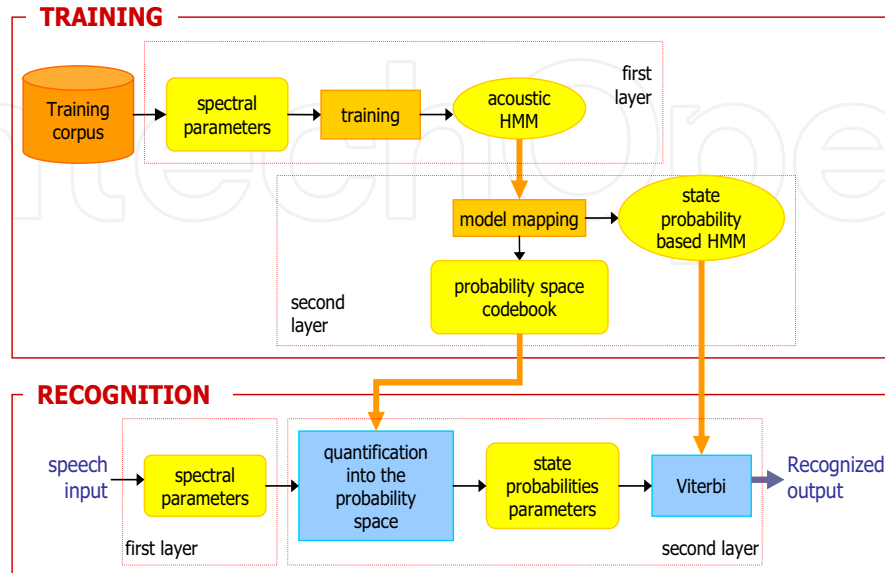 TRAINING
first
layer
Training
corpus
spectral
parameters
training
acoustic
HMM
model mapping
state
probability
based HMM
second
layer
probability space
codebook
RECOGNITION
speech
input
spectral
parameters
quantification
into the
probability
space
state
probabilities
parameters
Viterbi
Recognized
output
first layer
second layer
ntechOpe